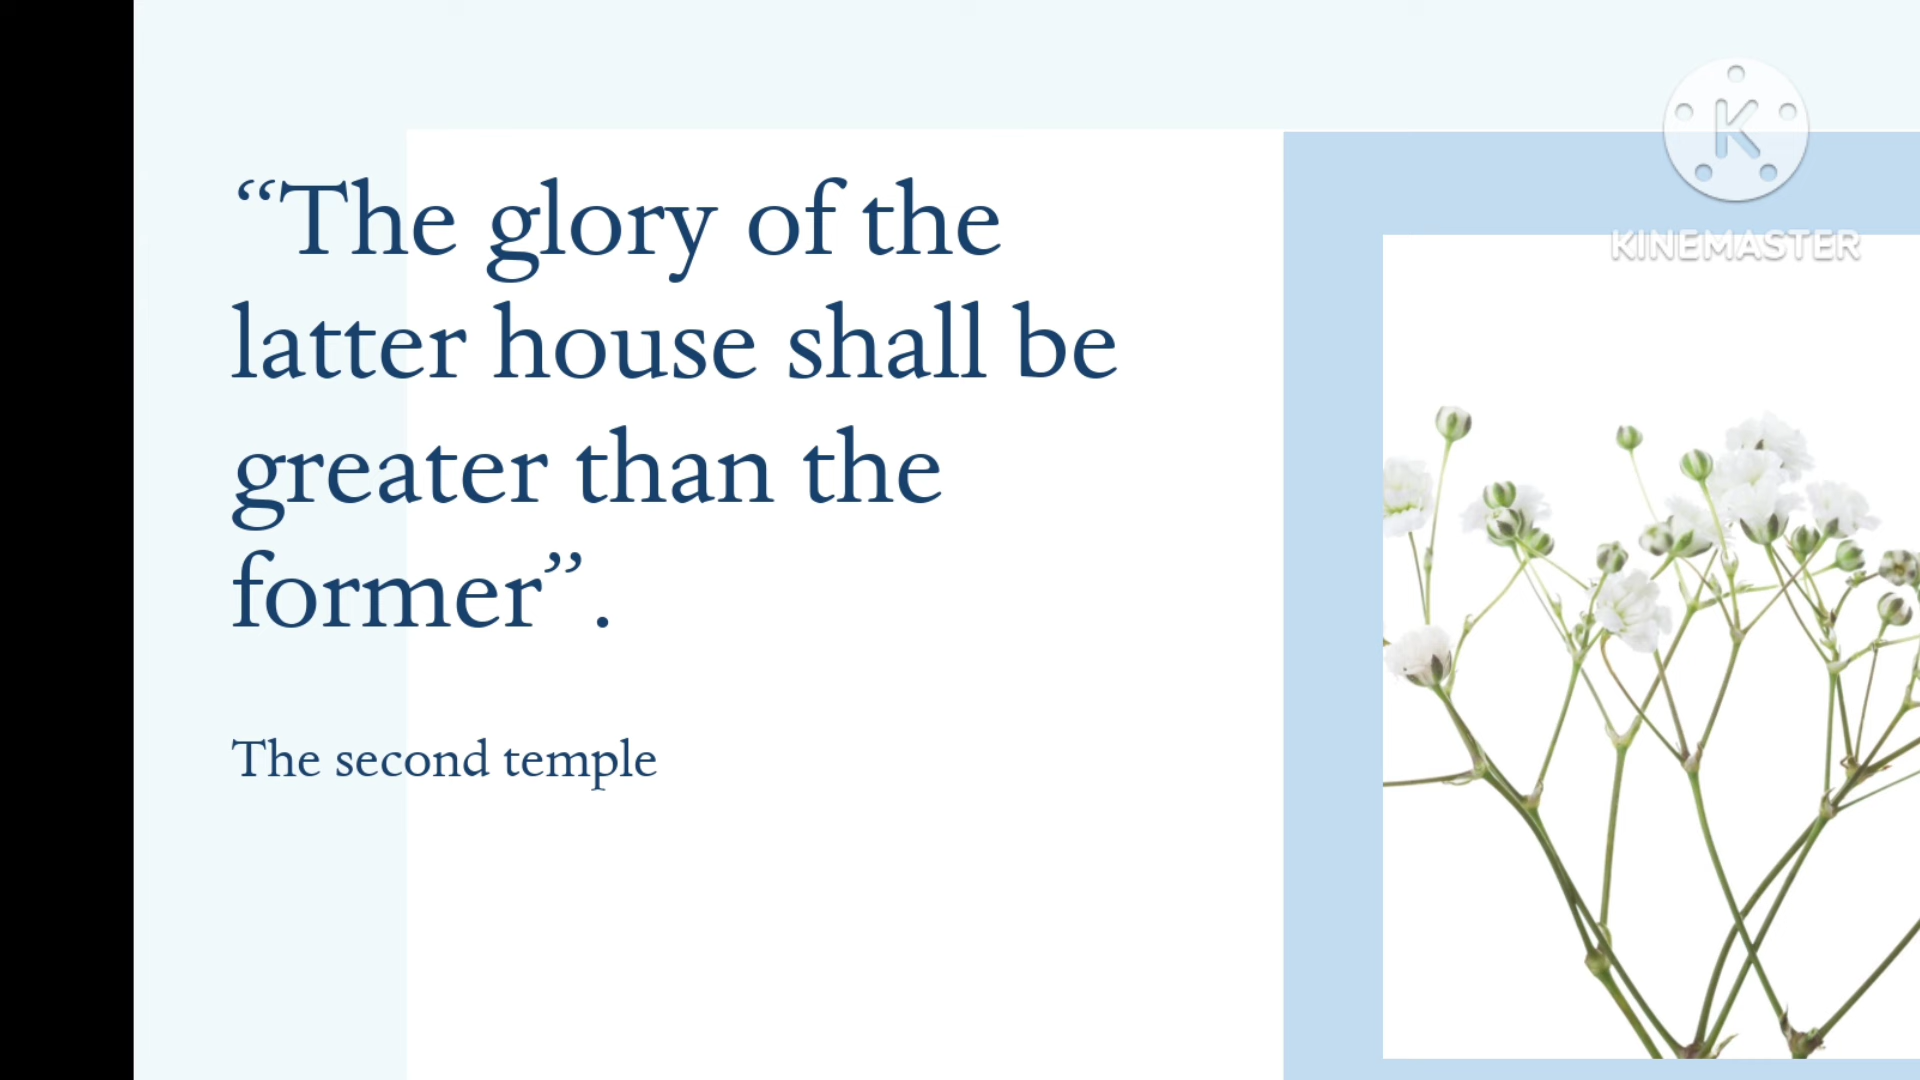 “The glory of the
latter house shall be
greater than the
former” .
The second temple
K
KINEMASTER